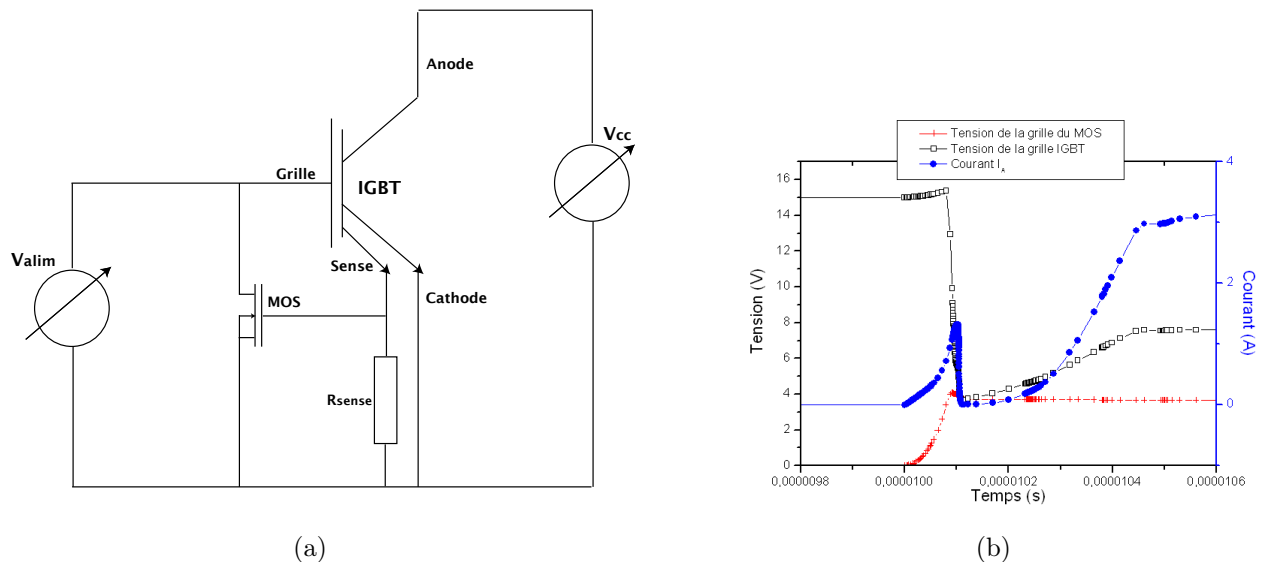 Anode
Vcc
Grille
IGBT
Valim
Sense
MOS
Cathode
Rsense
(a)
Tension de la grille du MOS
Tension de la grille IGBT
Courant I_A
16
14
12
10
8
6
4
2
0
Tension (V)
4
2
0
Courant (A)
0,0000098 0,0000100 0,0000102 0,0000104 0,0000106
Temps (s)
(b)